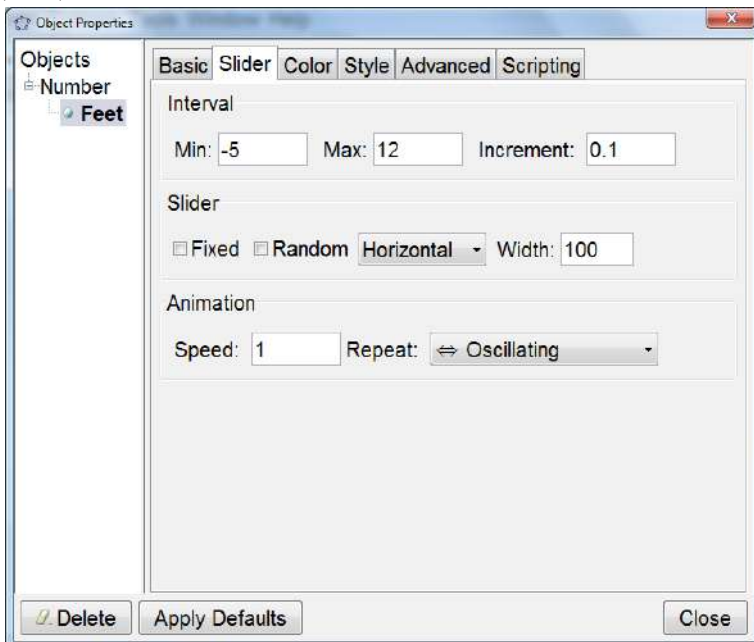 Object Properties
Objects
Number
Feet
Basic Slider Color Style Advanced Scripting
Interval
Min: -5 Max: 12 Increment: 0.1
Slider
Fixed Random Horizontal Width: 100
Animation
Speed: 1 Repeat: ⇔ Oscillating
Delete Apply Defaults Close